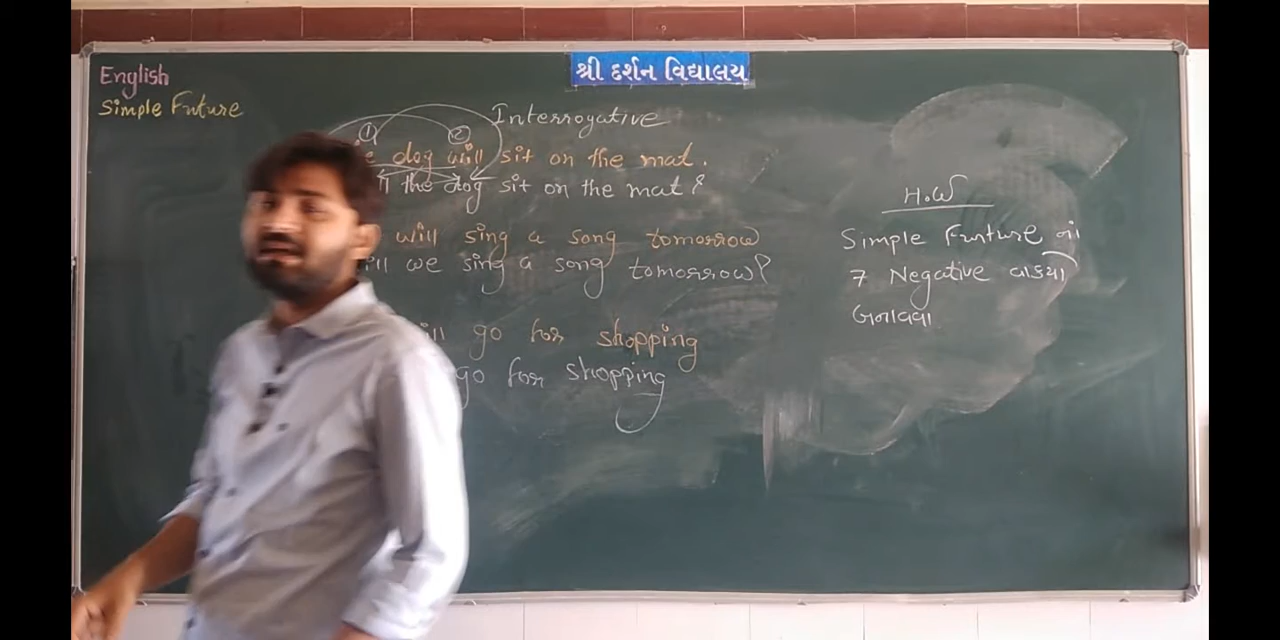 English
Simple Future
શ્રી દર્શન વિદ્યાલય
Interrogative
1 2
dog will sit on the mat.
the dog sit on the mat?
will sing a song tomorrow
we sing a song tomorrow?
go for shopping
go for shopping
H.W
Simple Future નાં
7 Negative વાક્યો
બનાવવા